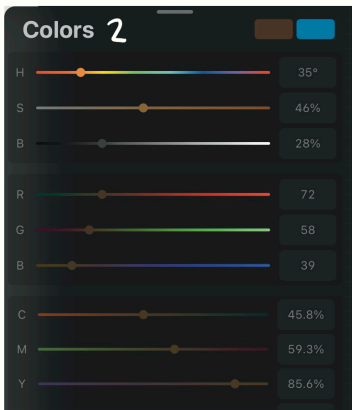 Colors 2
H 35°
S 46%
B 28%
R 72
G 58
B 39
C 45.8%
M 59.3%
Y 85.6%